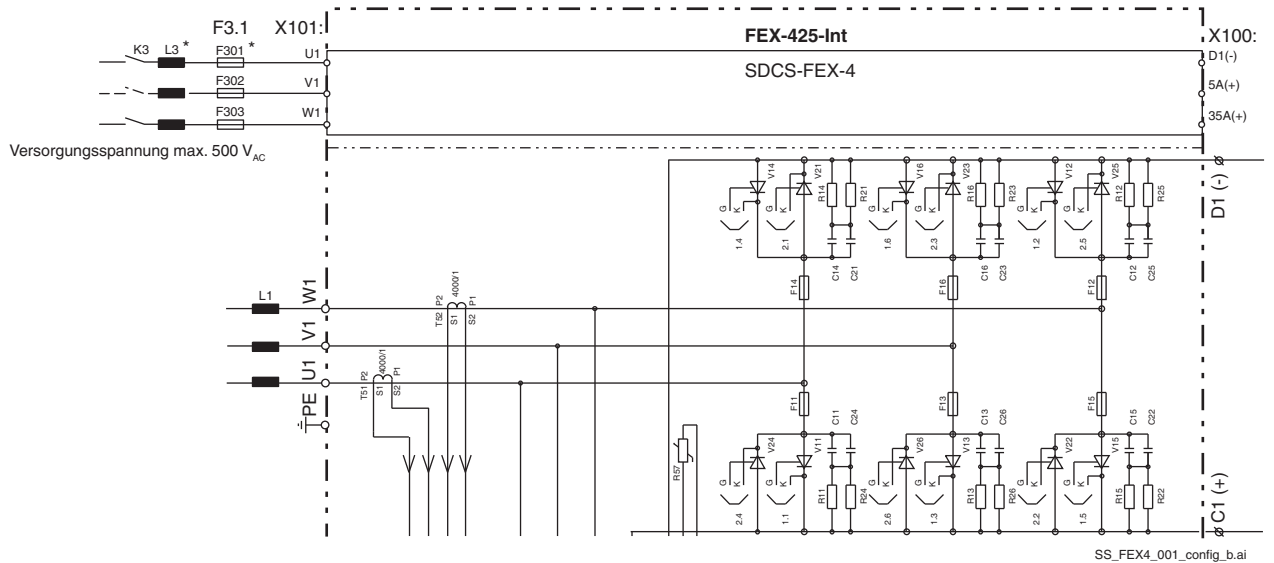 F3.1 X101: FEX-425-Int X100:
K3 L3 * F301 * U1 SDCS-FEX-4 D1(-)
F302 V1 5A(+)
F303 W1 35A(+)
Versorgungsspannung max. 500 VAC
V14 V21 R14 R21 V16 V23 R16 R23 V12 V25 R12 R25 D1 (-)
G K G K G K G K G K G K
1.4 2.1 1.6 2.3 1.2 2.5
C14 C21 C16 C23 C12 C25
F14 F16 F12
L1 W1 T52 P2 4000/1 P1 S1 S2
V1
U1 T51 P2 4000/1 P1 S1 S2
PE
F11 C11 C24 F13 C13 C26 F15 C15 C22
V24 V11 V26 V13 V22 V15
R57 G K G K G K G K G K G K
R11 R24 R13 R26 R15 R22 C1 (+)
2.4 1.1 2.6 1.3 2.2 1.5
SS_FEX4_001_config_b.ai